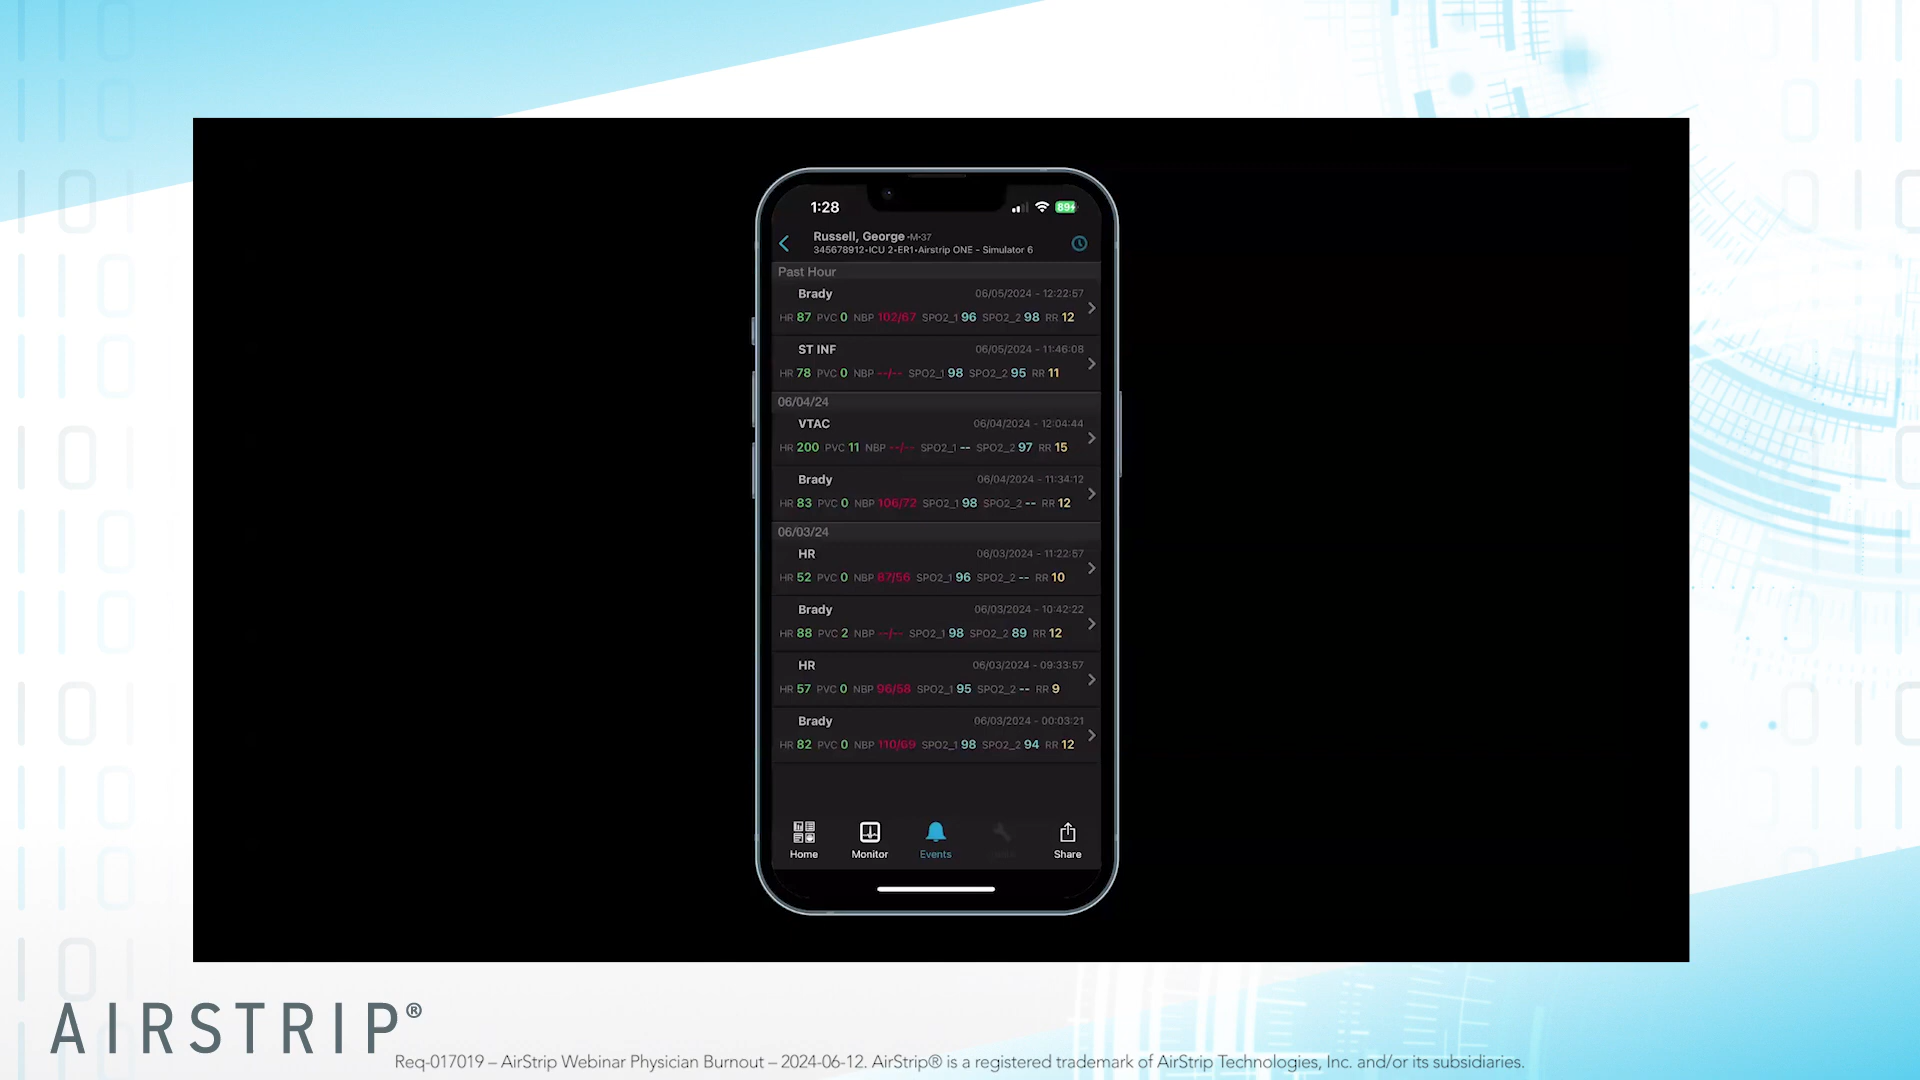 1:28
89
Russell, George •M•37
345678912•ICU 2•ER1•Airstrip ONE – Simulator 6
Past Hour
Brady 06/05/2024 – 12:22:57
HR 87 PVC 0 NBP 102/67 SPO2_1 96 SPO2_2 98 RR 12
ST INF 06/05/2024 – 11:46:08
HR 78 PVC 0 NBP --/-- SPO2_1 98 SPO2_2 95 RR 11
06/04/24
VTAC 06/04/2024 – 12:04:44
HR 200 PVC 11 NBP --/-- SPO2_1 -- SPO2_2 97 RR 15
Brady 06/04/2024 – 11:34:12
HR 83 PVC 0 NBP 106/72 SPO2_1 98 SPO2_2 -- RR 12
06/03/24
HR 06/03/2024 – 11:22:57
HR 52 PVC 0 NBP 87/56 SPO2_1 96 SPO2_2 -- RR 10
Brady 06/03/2024 – 10:42:22
HR 88 PVC 2 NBP --/-- SPO2_1 98 SPO2_2 89 RR 12
HR 06/03/2024 – 09:33:57
HR 57 PVC 0 NBP 96/58 SPO2_1 95 SPO2_2 -- RR 9
Brady 06/03/2024 – 00:03:21
HR 82 PVC 0 NBP 110/69 SPO2_1 98 SPO2_2 94 RR 12
Home Monitor Events Share
AIRSTRIP®
Req-017019 – AirStrip Webinar Physician Burnout – 2024-06-12. AirStrip® is a registered trademark of AirStrip Technologies, Inc. and/or its subsidiaries.